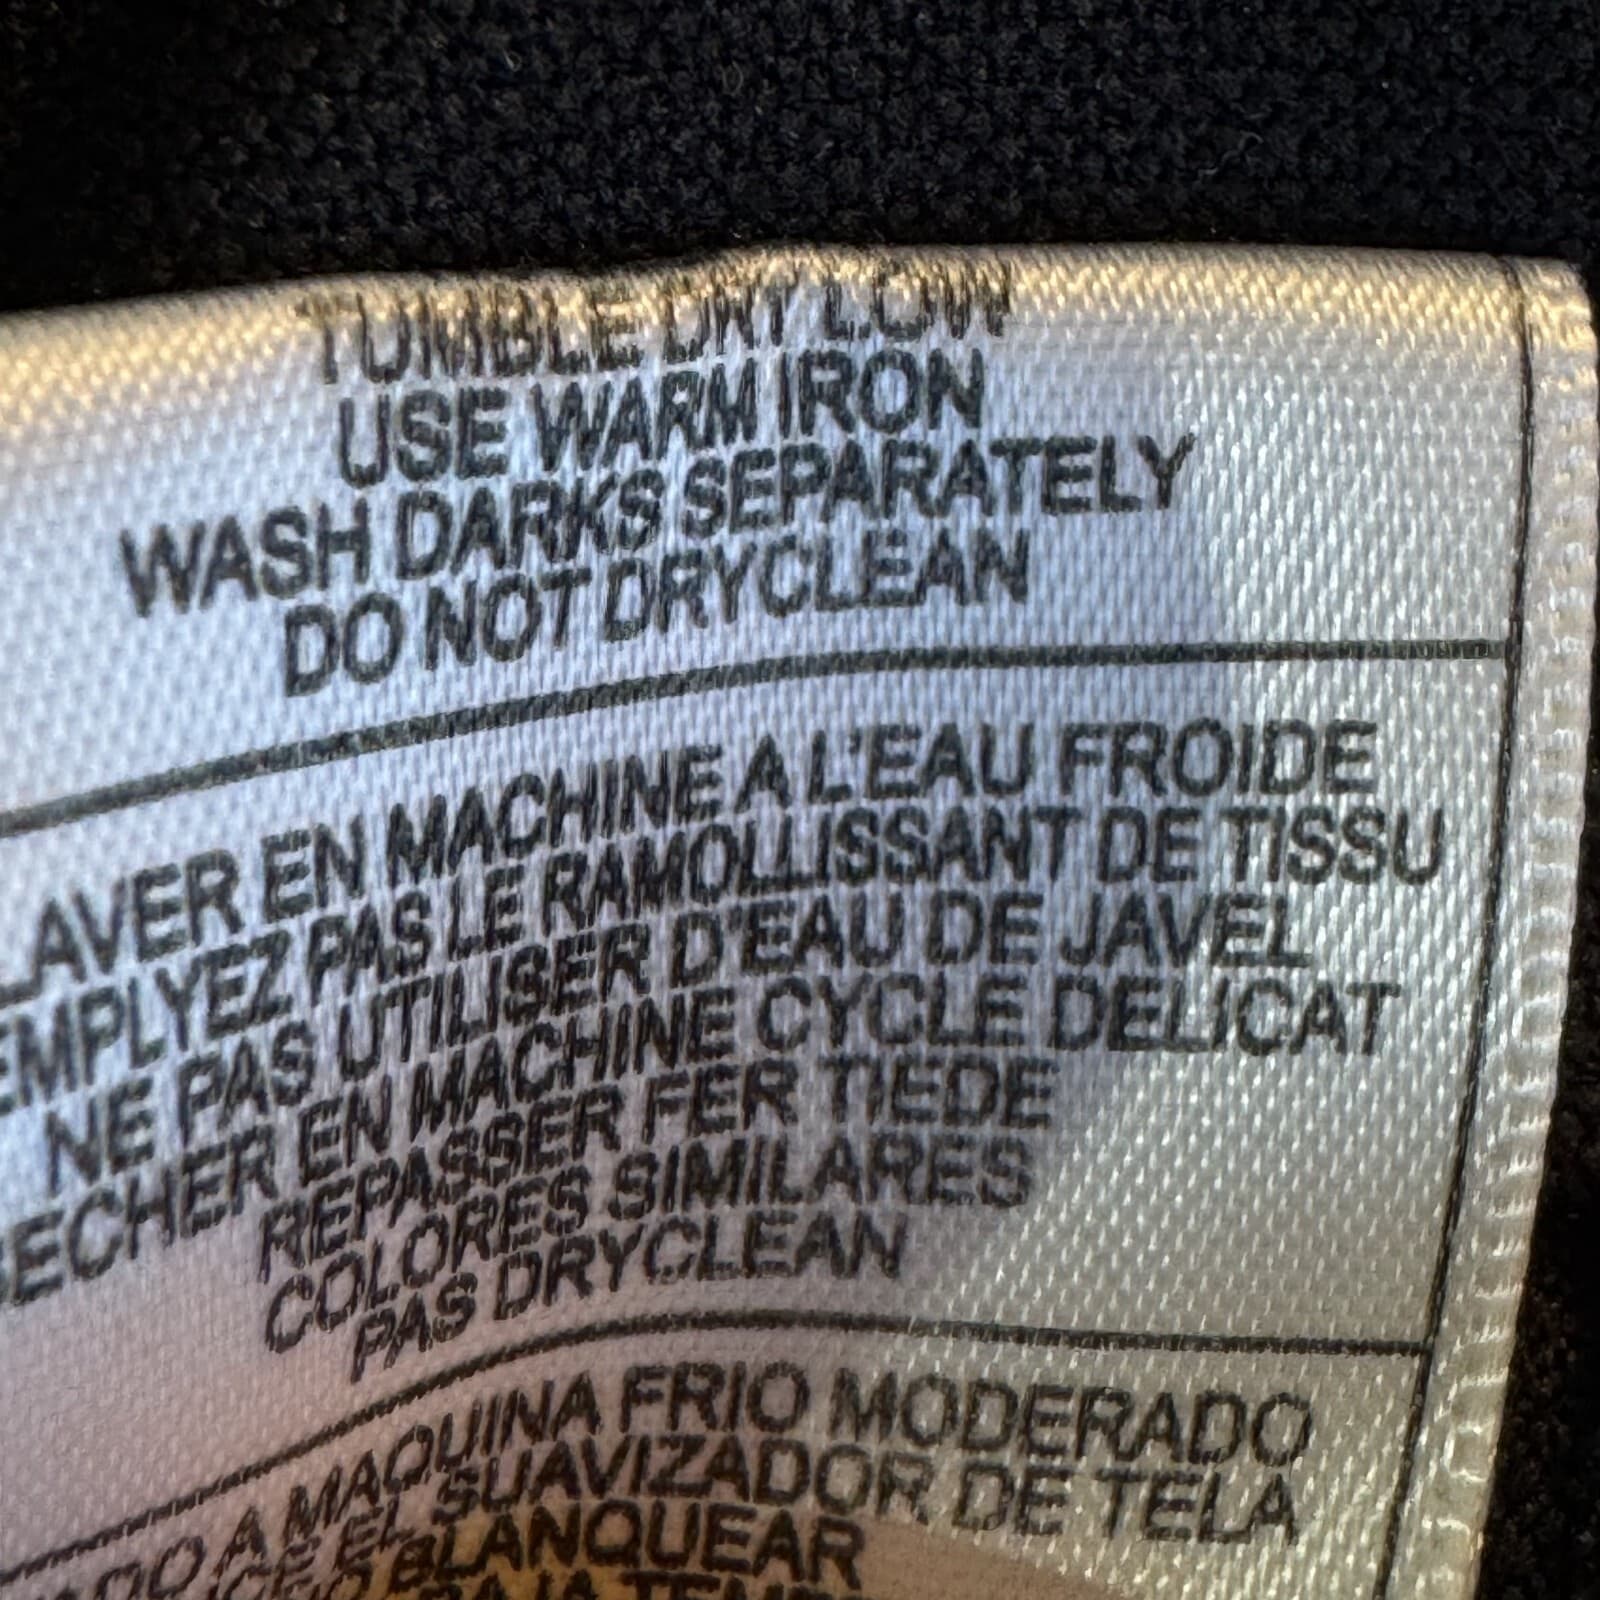 TUMBLE DRY LOW
USE WARM IRON
WASH DARKS SEPARATELY
DO NOT DRYCLEAN
LAVER EN MACHINE A L'EAU FROIDE
EMPLYEZ PAS LE RAMOLLISSANT DE TISSU
NE PAS UTILISER D'EAU DE JAVEL
SECHER EN MACHINE CYCLE DELICAT
REPASSER FER TIEDE
COLORES SIMILARES
PAS DRYCLEAN
A MAQUINA FRIO MODERADO
EL SUAVIZADOR DE TELA
BLANQUEAR